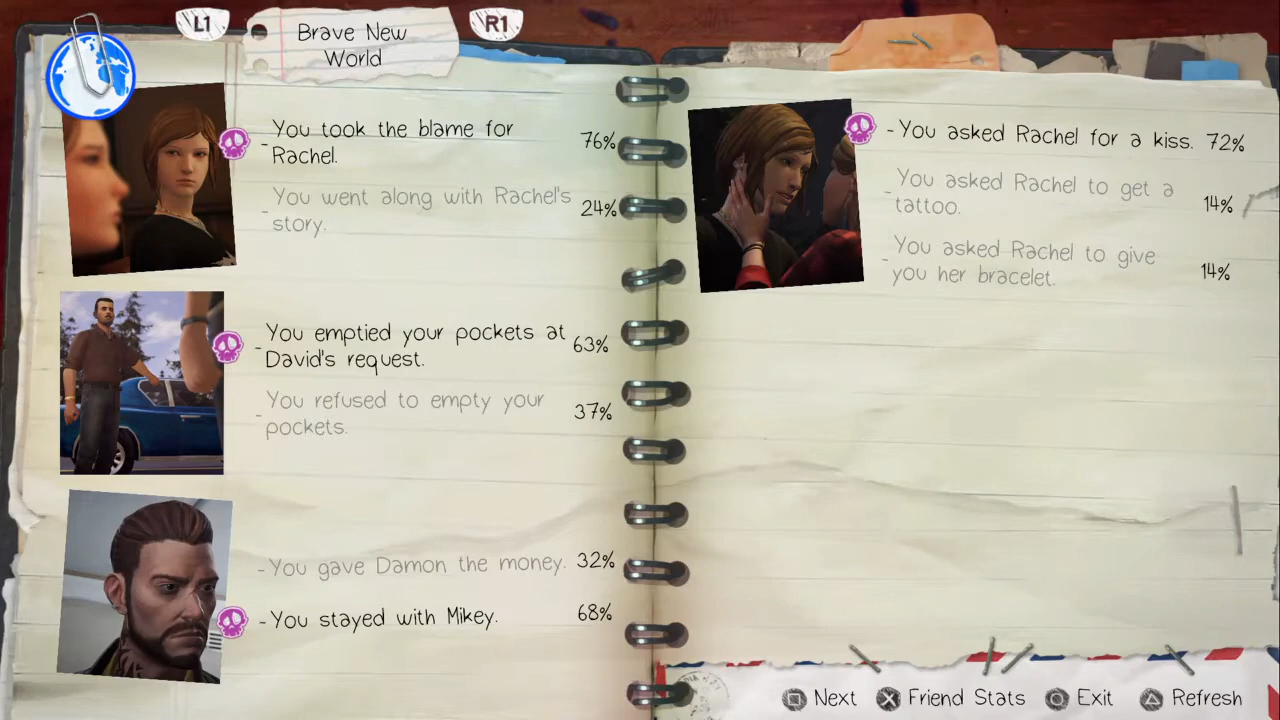 L1
Brave New
World
R1
- You took the blame for
Rachel.
76%
- You went along with Rachel's
story.
24%
- You emptied your pockets at
David's request.
63%
- You refused to empty your
pockets.
37%
- You gave Damon the money. 32%
- You stayed with Mikey. 68%
- You asked Rachel for a kiss. 72%
- You asked Rachel to get a
tattoo.
14%
- You asked Rachel to give
you her bracelet.
14%
Next Friend Stats Exit Refresh